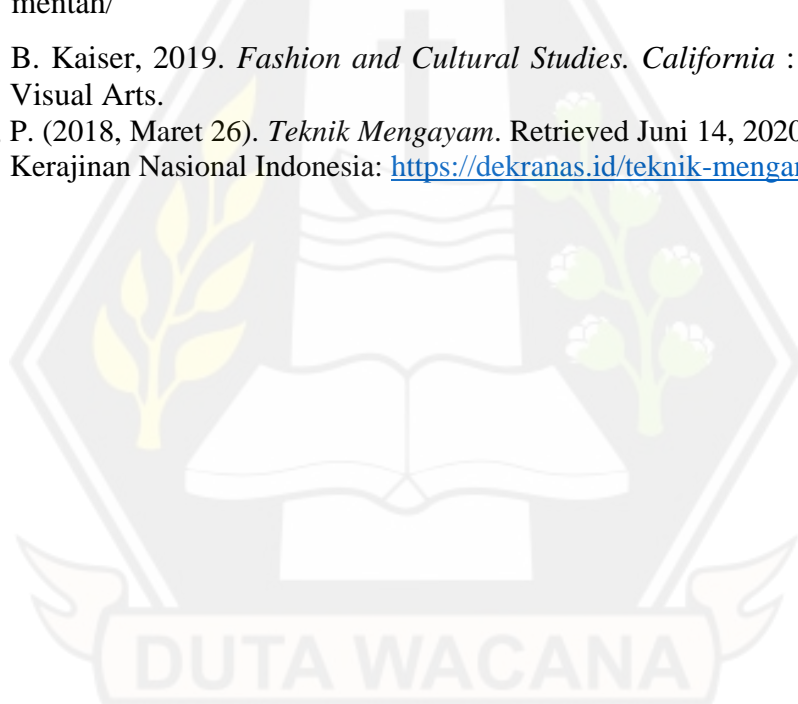 mentah/
B. Kaiser, 2019. Fashion and Cultural Studies. California :
Visual Arts.
P. (2018, Maret 26). Teknik Mengayam. Retrieved Juni 14, 2020
Kerajinan Nasional Indonesia: https://dekranas.id/teknik-menga
DUTA WACANA